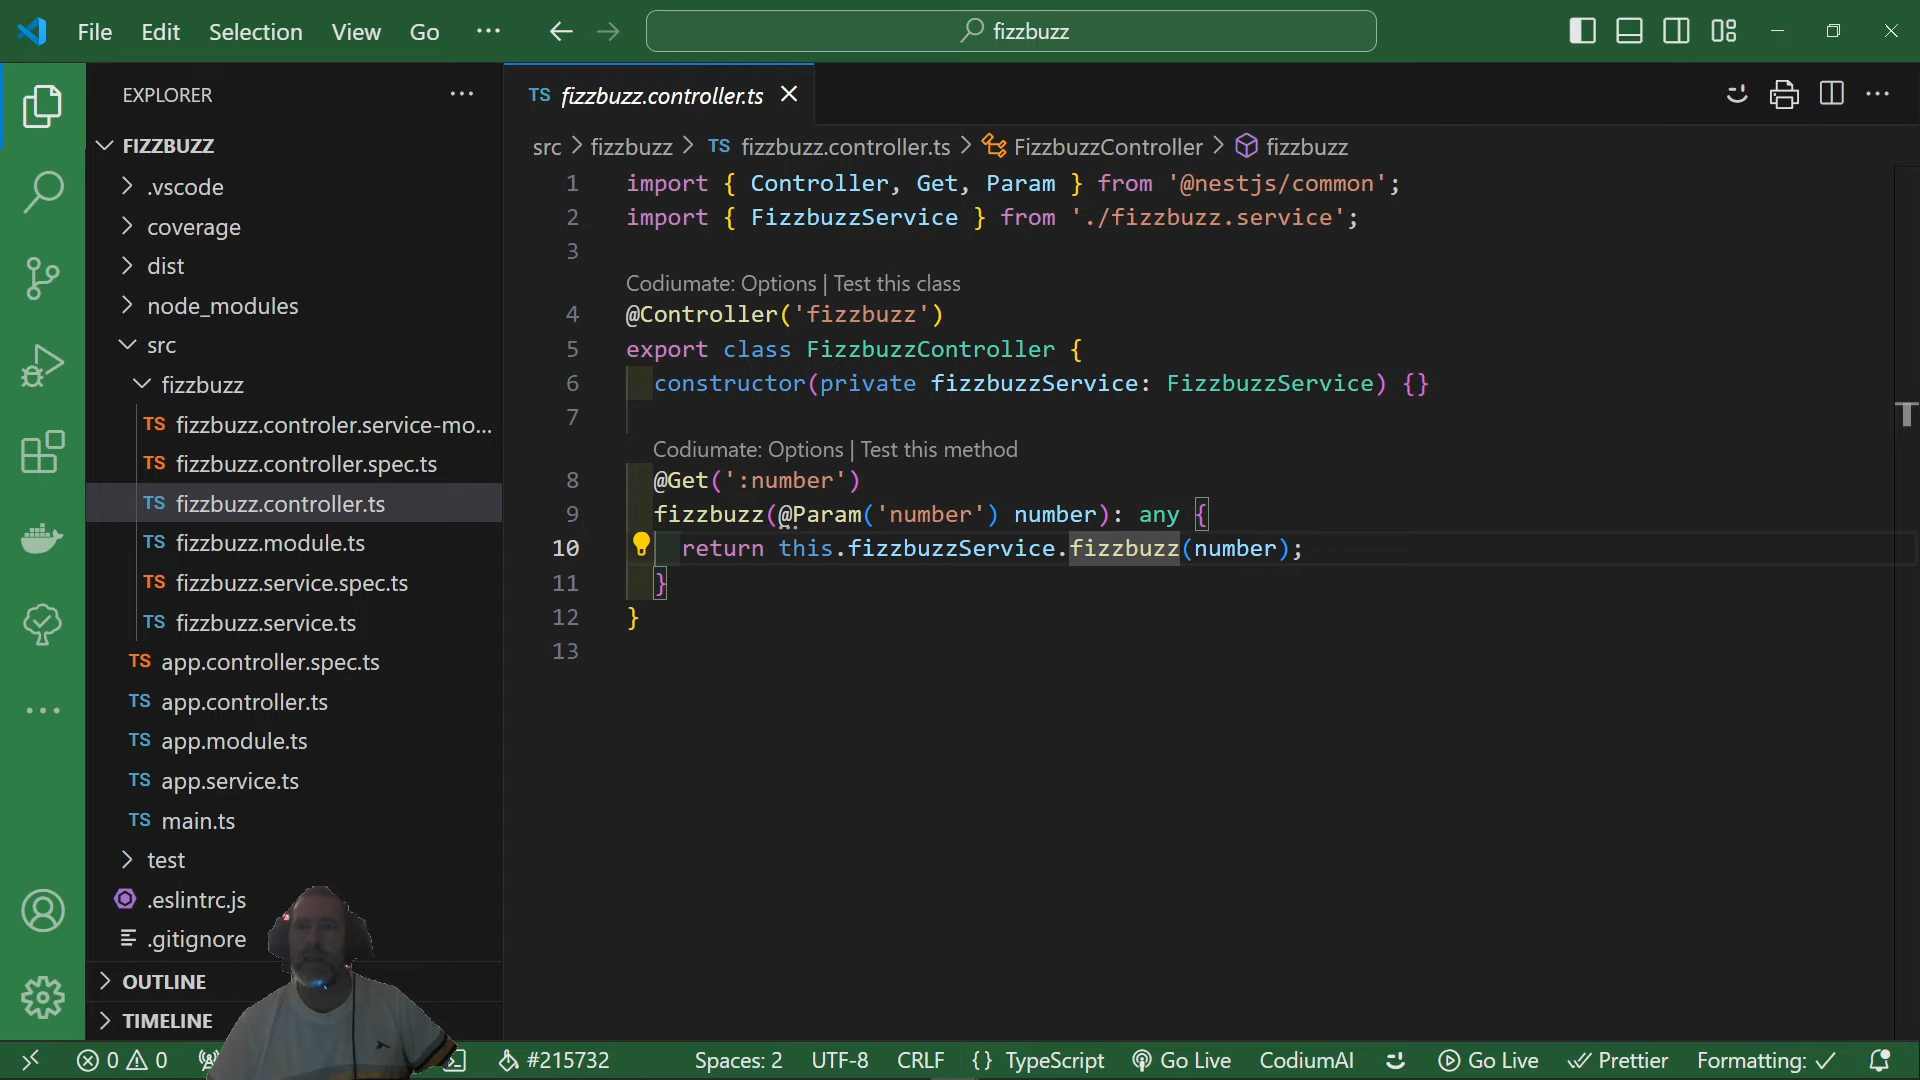 File Edit Selection View Go ··· fizzbuzz
EXPLORER ···
FIZZBUZZ
.vscode
coverage
dist
node_modules
src
fizzbuzz
TS fizzbuzz.controler.service-mo...
TS fizzbuzz.controller.spec.ts
TS fizzbuzz.controller.ts
TS fizzbuzz.module.ts
TS fizzbuzz.service.spec.ts
TS fizzbuzz.service.ts
TS app.controller.spec.ts
TS app.controller.ts
TS app.module.ts
TS app.service.ts
TS main.ts
test
.eslintrc.js
.gitignore
OUTLINE
TIMELINE
TS fizzbuzz.controller.ts
src > fizzbuzz > TS fizzbuzz.controller.ts > FizzbuzzController > fizzbuzz
1 import { Controller, Get, Param } from '@nestjs/common';
2 import { FizzbuzzService } from './fizzbuzz.service';
3
Codiumate: Options | Test this class
4 @Controller('fizzbuzz')
5 export class FizzbuzzController {
6 constructor(private fizzbuzzService: FizzbuzzService) {}
7
Codiumate: Options | Test this method
8 @Get(':number')
9 fizzbuzz(@Param('number') number): any {
10 return this.fizzbuzzService.fizzbuzz(number);
11 }
12 }
13
0 0 #215732 Spaces: 2 UTF-8 CRLF {} TypeScript Go Live CodiumAI Go Live Prettier Formatting: ✓